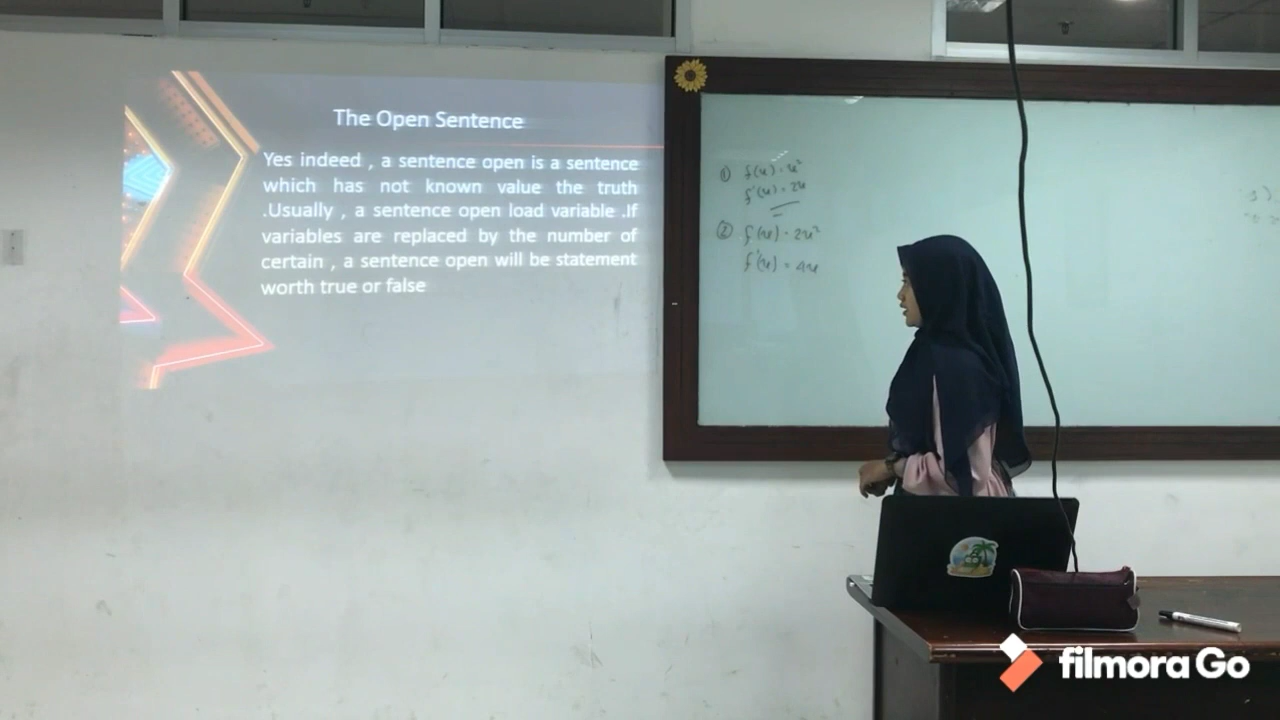 The Open Sentence
Yes indeed , a sentence open is a sentence
which has not known value the truth
.Usually , a sentence open load variable .If
variables are replaced by the number of
certain , a sentence open will be statement
worth true or false
① f(x) = x²
f'(x) = 2x
② f(x) = 2x²
f'(x) = 4x
filmora Go